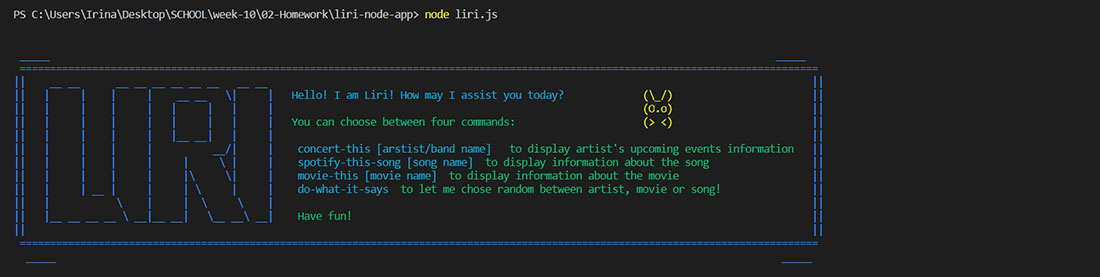 PS C:\Users\Irina\Desktop\SCHOOL\week-10\02-Homework\liri-node-app> node liri.js
LIRI
Hello! I am Liri! How may I assist you today?
(\_/)
(O.o)
(> <)
You can choose between four commands:
concert-this [arstist/band name] to display artist's upcoming events information
spotify-this-song [song name] to display information about the song
movie-this [movie name] to display information about the movie
do-what-it-says to let me chose random between artist, movie or song!
Have fun!